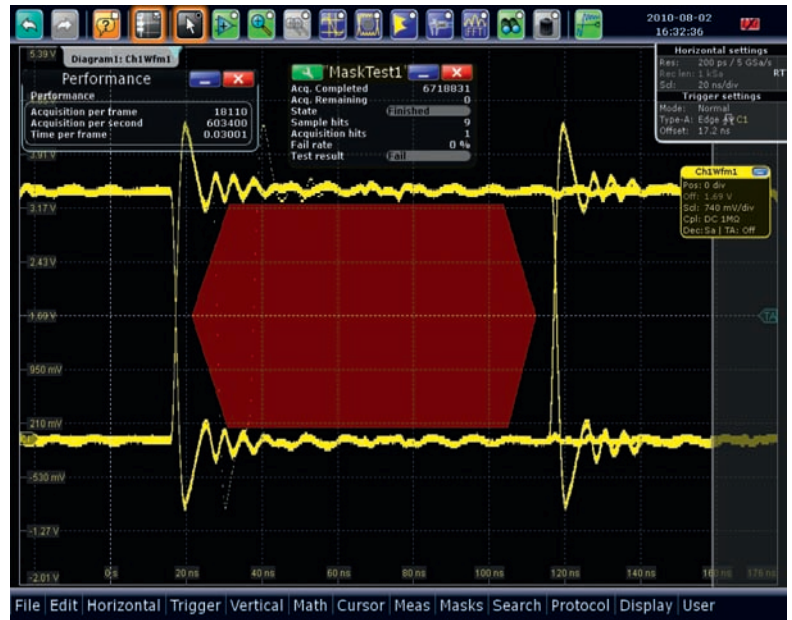 2010-08-02
16:32:36
5.39 V
Diagram1: Ch1Wfm1
Performance
Performance
Acquisition per frame 18110
Acquisition per second 603400
Time per frame 0.03001
MaskTest1
Acq. Completed 6718831
Acq. Remaining 0
State Finished
Sample hits 9
Acquisition hits 1
Fail rate 0 %
Test result Fail
Horizontal settings
Res: 200 ps / 5 GSa/s
Rec len: 1 kSa RT
Scl: 20 ns/div
Trigger settings
Mode: Normal
Type-A: Edge C1
Offset: 17.2 ns
Ch1Wfm1
Pos: 0 div
Off: 1.69 V
Scl: 740 mV/div
Cpl: DC 1MΩ
Dec:Sa | TA: Off
3.91 V
3.17 V
2.43 V
1.69 V
TA
950 mV
210 mV
-530 mV
-1.27 V
-2.01 V
0 s 20 ns 40 ns 60 ns 80 ns 100 ns 120 ns 140 ns 160 ns 176 ns
File Edit Horizontal Trigger Vertical Math Cursor Meas Masks Search Protocol Display User